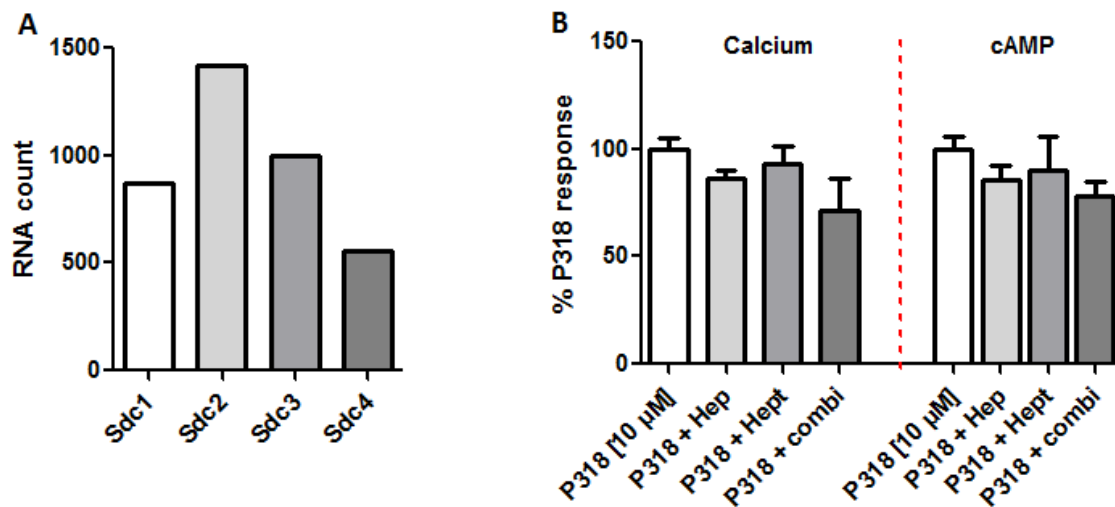 A
RNA count
1500
1000
500
0
Sdc1
Sdc2
Sdc3
Sdc4
B
% P318 response
150
100
50
0
Calcium
cAMP
P318 [10 µM]
P318 + Hep
P318 + Hept
P318 + combi
P318 [10 µM]
P318 + Hep
P318 + Hept
P318 + combi